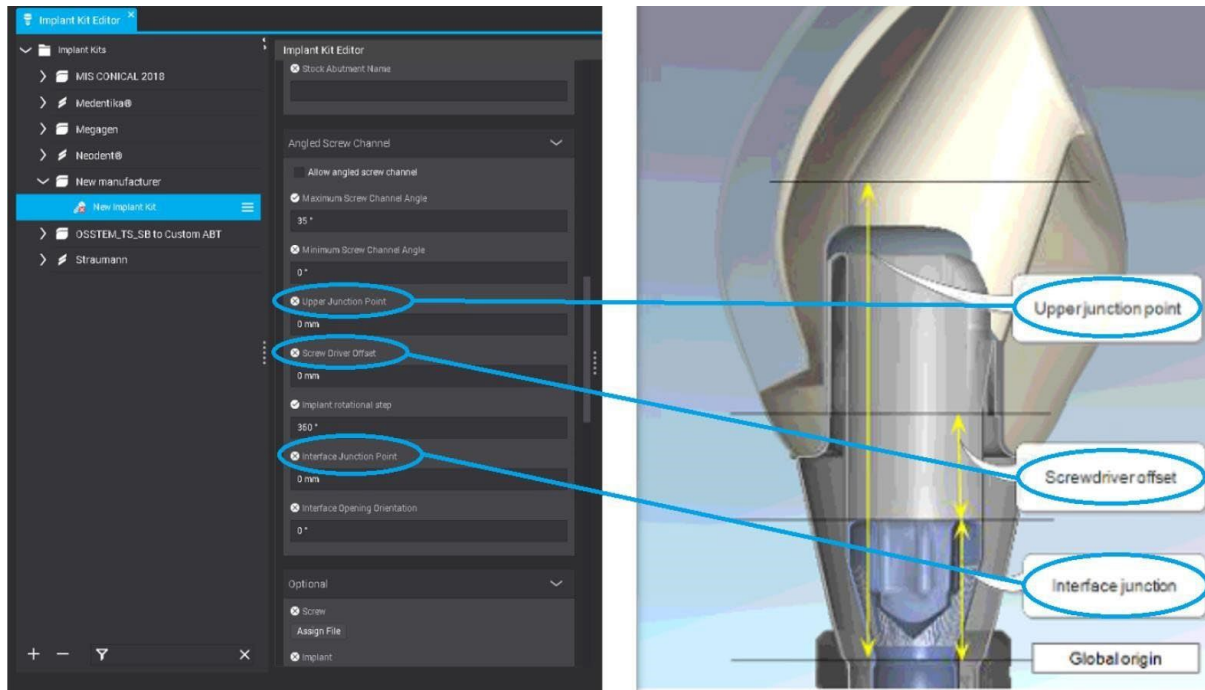 Implant Kit Editor
Implant Kits
MIS CONICAL 2018
Medentika®
Megagen
Neodent®
New manufacturer
New Implant Kit
OSSTEM_TS_SB to Custom ABT
Straumann
Implant Kit Editor
Stock Abutment Name
Angled Screw Channel
Allow angled screw channel
Maximum Screw Channel Angle
35 °
Minimum Screw Channel Angle
0 °
Upper Junction Point
0 mm
Screw Driver Offset
0 mm
Implant rotational step
360 °
Interface Junction Point
0 mm
Interface Opening Orientation
0 °
Optional
Screw
Assign File
Implant
Upper junction point
Screwdriver offset
Interface junction
Global origin